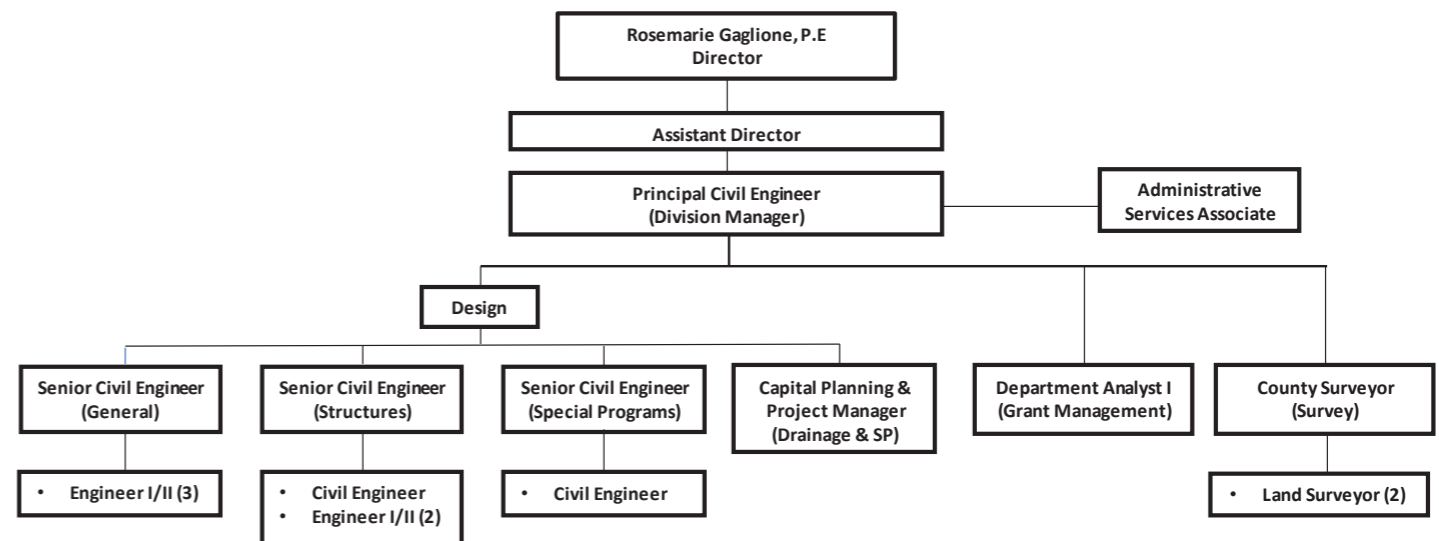 Rosemarie Gaglione, P.E
Director
Assistant Director
Principal Civil Engineer
(Division Manager)
Administrative
Services Associate
Design
Senior Civil Engineer
(General)
Senior Civil Engineer
(Structures)
Senior Civil Engineer
(Special Programs)
Capital Planning &
Project Manager
(Drainage & SP)
Department Analyst I
(Grant Management)
County Surveyor
(Survey)
• Engineer I/II (3)
• Civil Engineer
• Engineer I/II (2)
• Civil Engineer
• Land Surveyor (2)